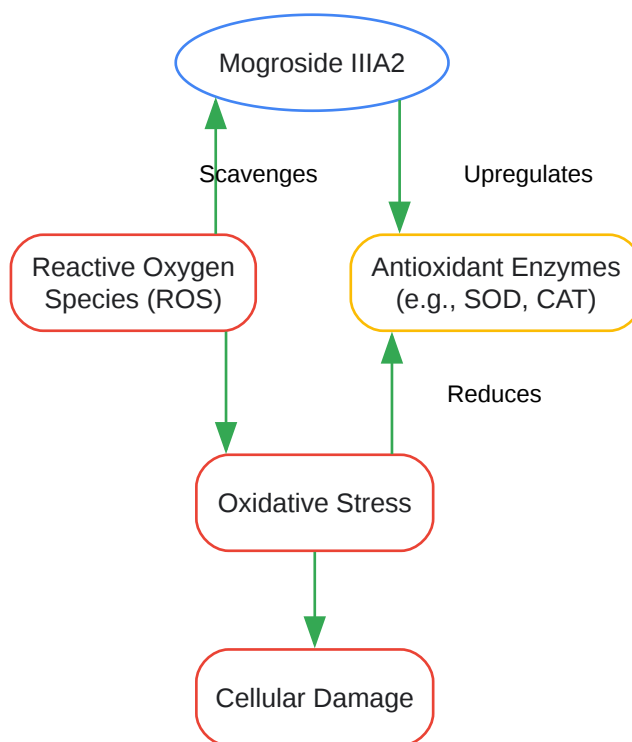 Mogroside IIIA2
Scavenges
Upregulates
Reactive Oxygen
Species (ROS)
Antioxidant Enzymes
(e.g., SOD, CAT)
Reduces
Oxidative Stress
Cellular Damage